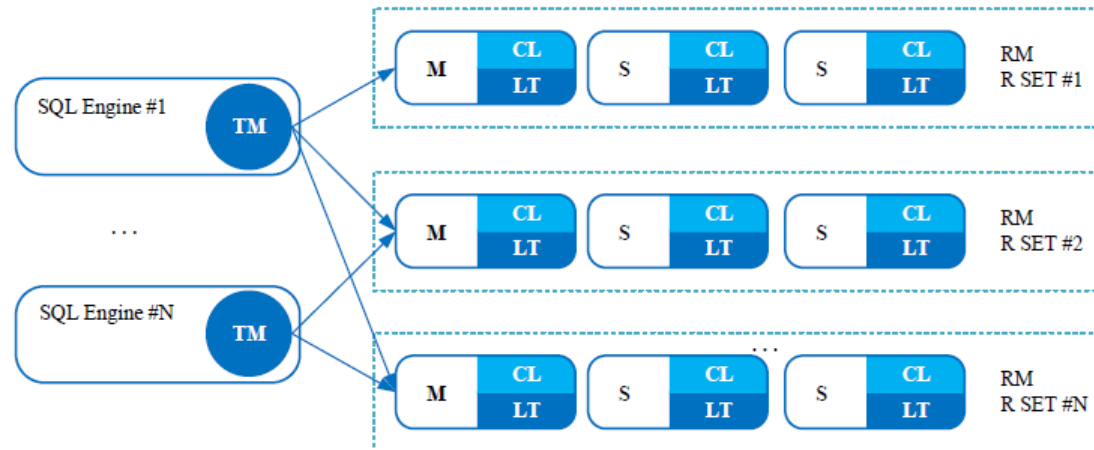 M
CL
LT
S
CL
LT
S
CL
LT
RM
R SET #1
SQL Engine #1
TM
M
CL
LT
S
CL
LT
S
CL
LT
RM
R SET #2
...
SQL Engine #N
TM
...
M
CL
LT
S
CL
LT
S
CL
LT
RM
R SET #N